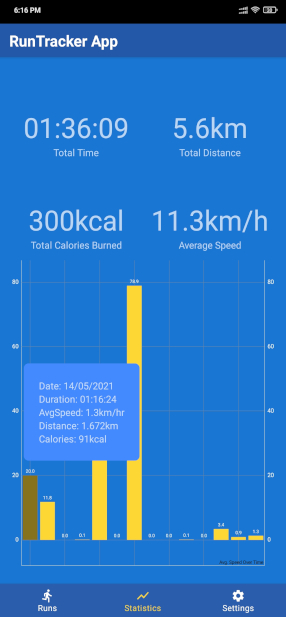 6:16 PM
RunTracker App
01:36:09
5.6km
Total Time
Total Distance
300kcal
11.3km/h
Total Calories Burned
Average Speed
80
80
78.9
60
60
Date: 14/05/2021
Duration: 01:16:24
AvgSpeed: 1.3km/hr
Distance: 1.672km
Calories: 91kcal
40
40
20
20.0
11.8
20
0
0.0
0.1
0.0
0.0
0.1
0.0
3.4
0.9
1.3
0
Avg. Speed Over Time
Runs
Statistics
Settings